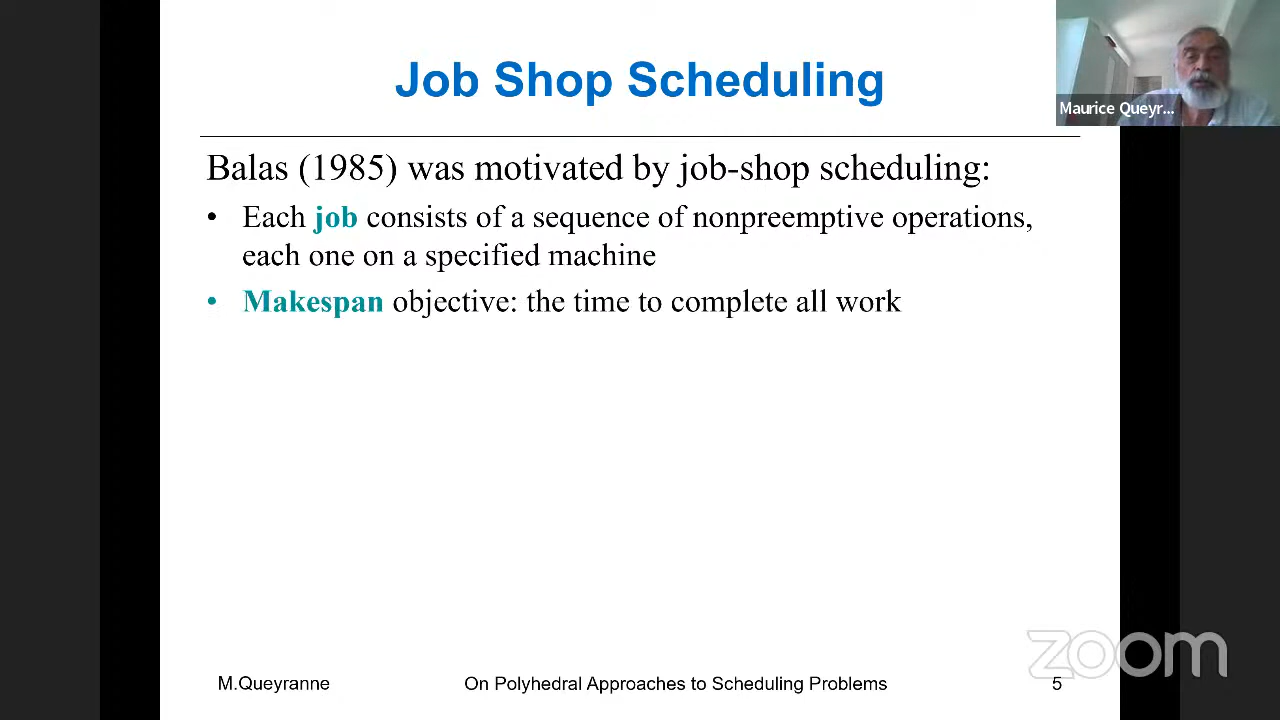 Job Shop Scheduling
Maurice Queyr...
Balas (1985) was motivated by job-shop scheduling:
• Each job consists of a sequence of nonpreemptive operations,
each one on a specified machine
• Makespan objective: the time to complete all work
zoom
M.Queyranne
On Polyhedral Approaches to Scheduling Problems
5